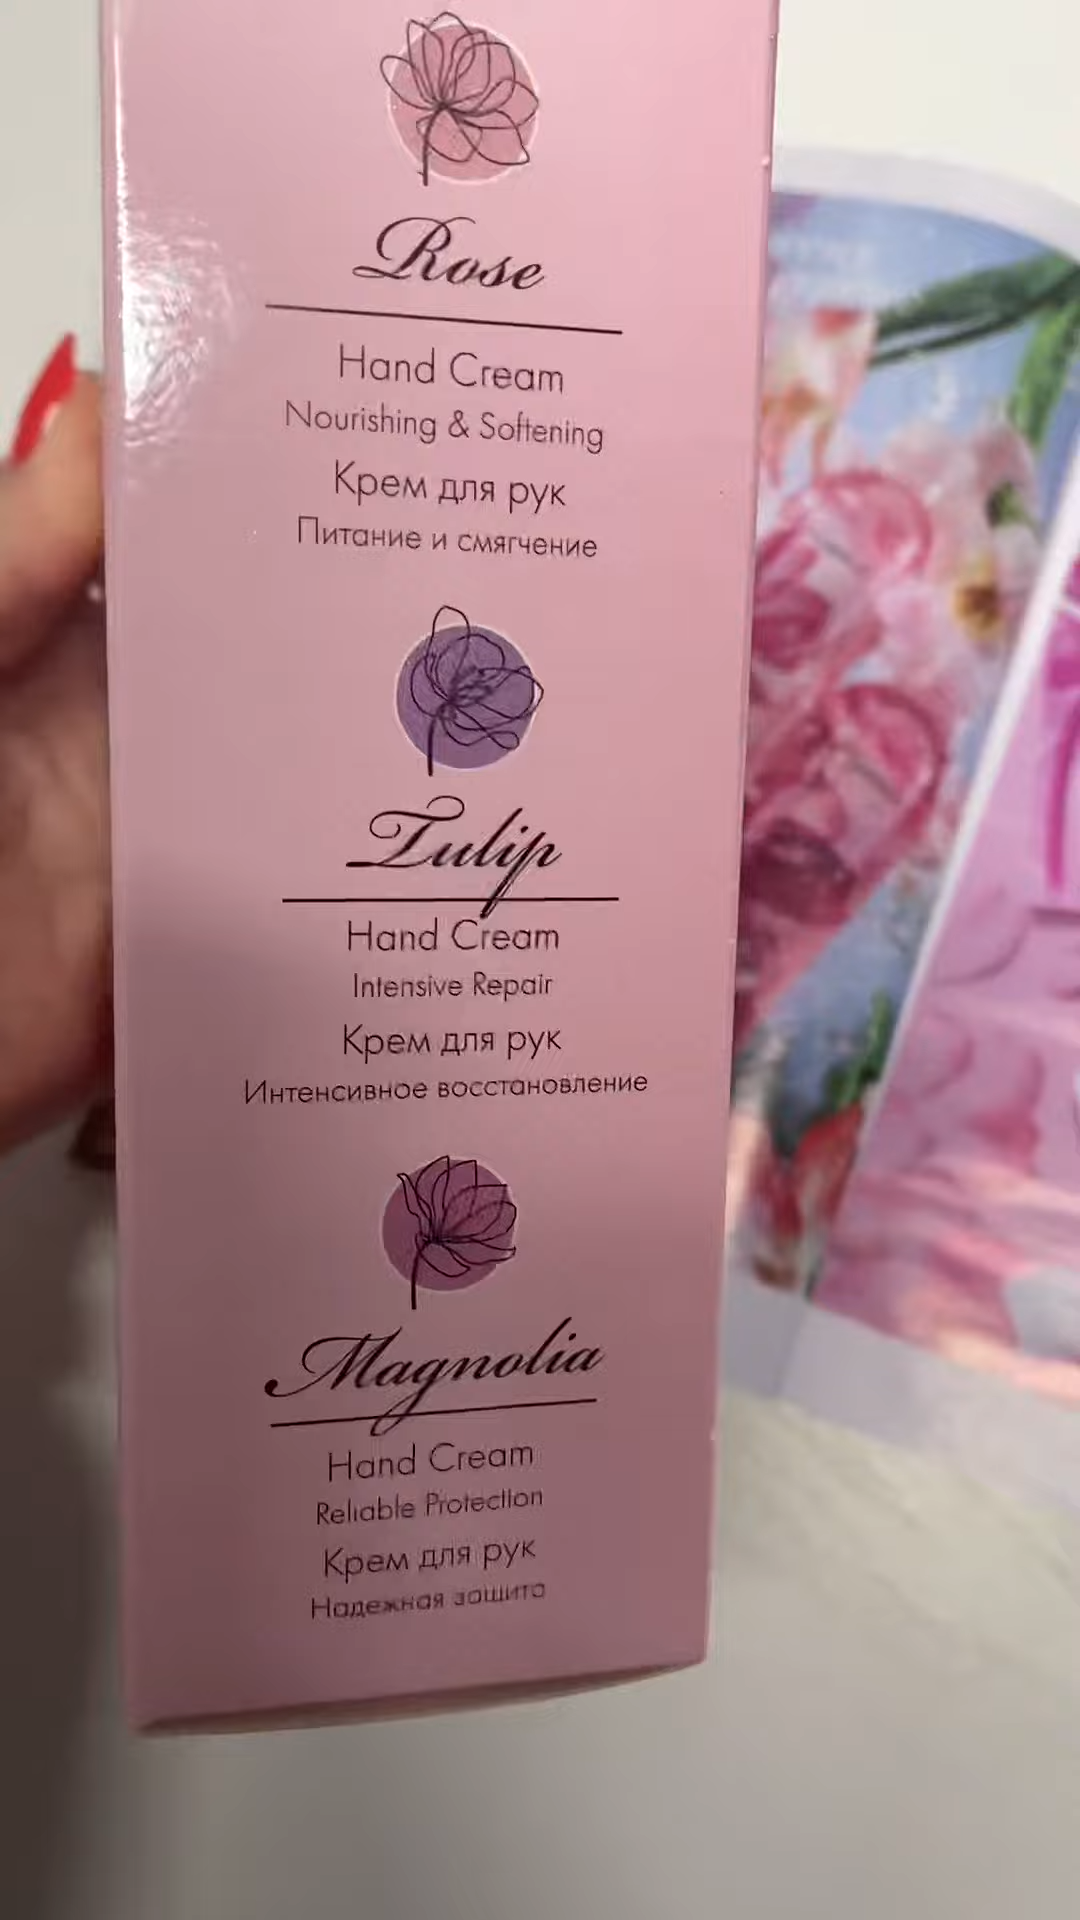 Rose
Hand Cream
Nourishing & Softening
Крем для рук
Питание и смягчение
Tulip
Hand Cream
Intensive Repair
Крем для рук
Интенсивное восстановление
Magnolia
Hand Cream
Reliable Protection
Крем для рук
Надежная защита